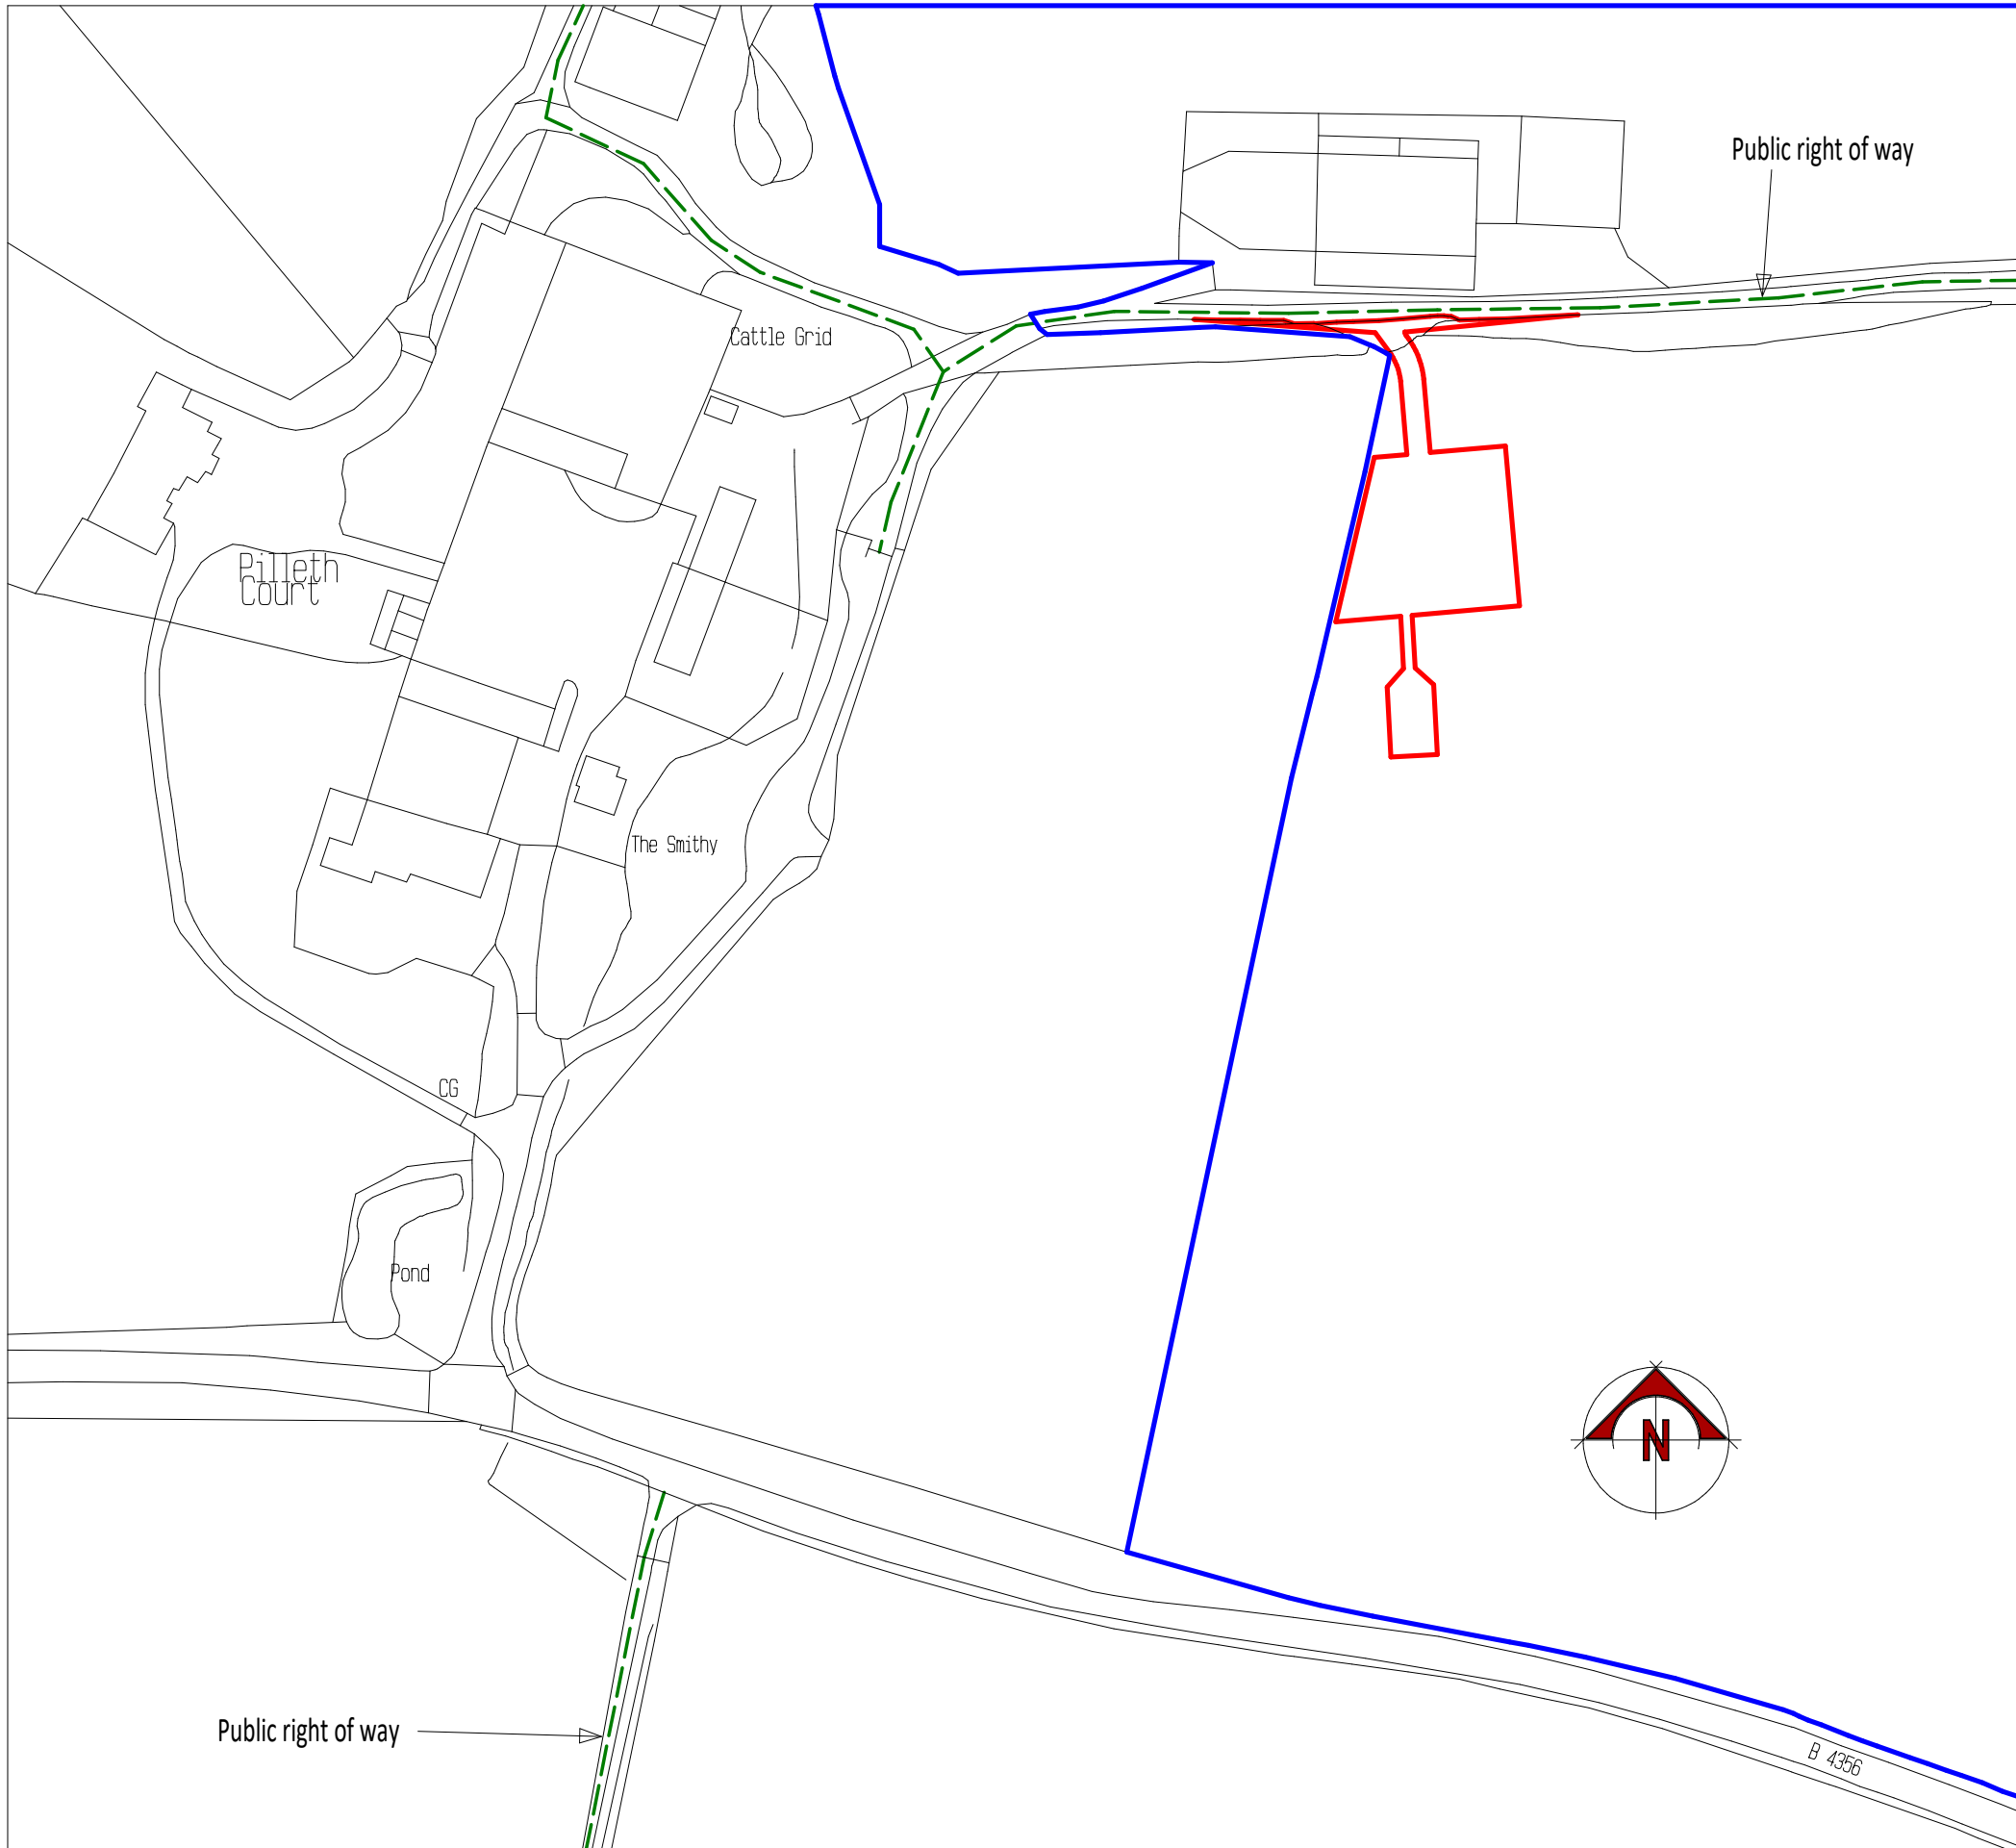 Public right of way
Cattle Grid
Pilleth
Court
The Smithy
CG
Pond
N
Public right of way
B 4356